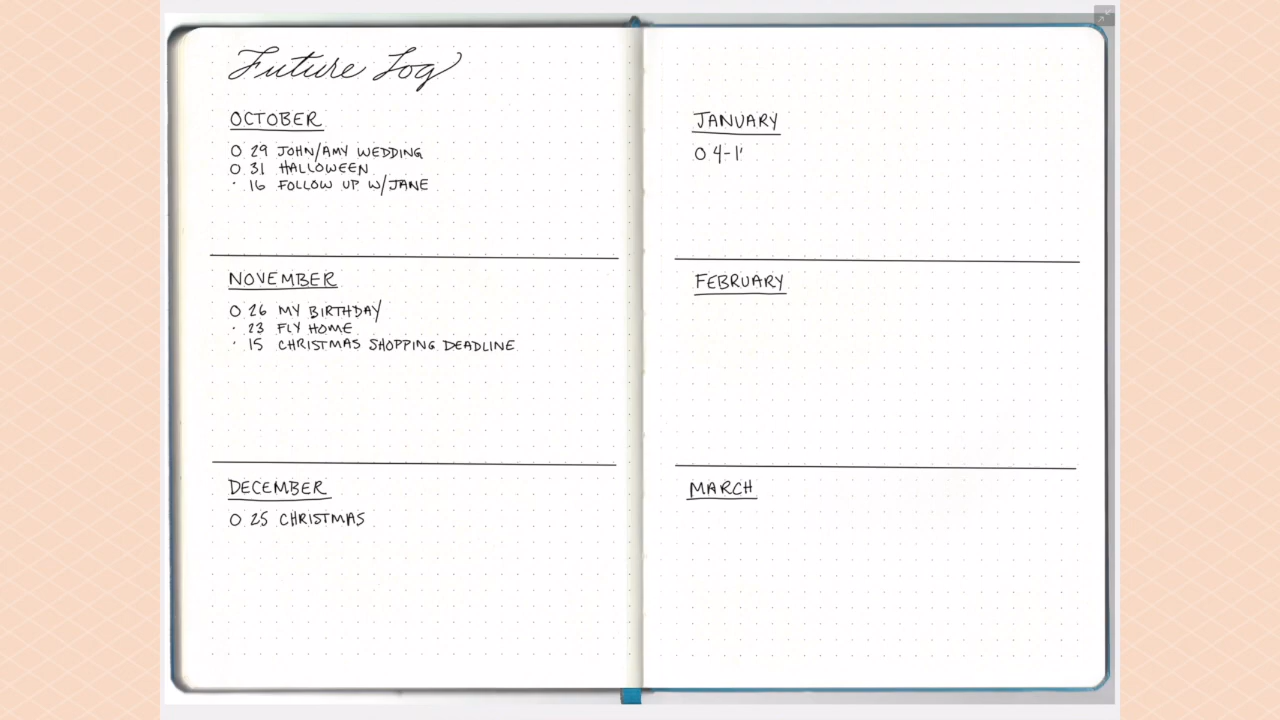 Future Log
OCTOBER
O 29 JOHN/AMY WEDDING
O 31 HALLOWEEN
· 16 FOLLOW UP W/JANE
NOVEMBER
O 26 MY BIRTHDAY
· 23 FLY HOME
· 15 CHRISTMAS SHOPPING DEADLINE
DECEMBER
O 25 CHRISTMAS
JANUARY
O 4-1
FEBRUARY
MARCH